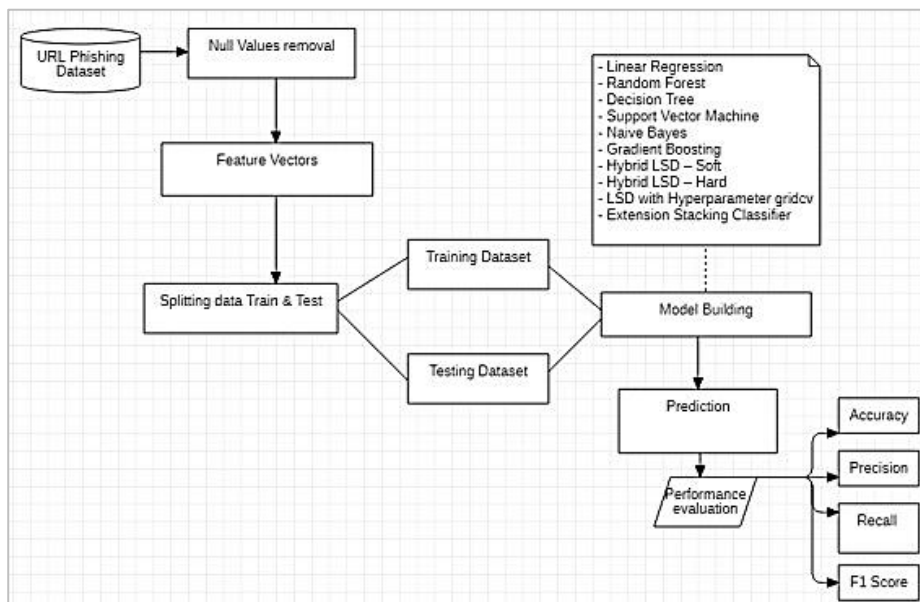 URL Phishing
Dataset
Null Values removal
Feature Vectors
Splitting data Train & Test
Training Dataset
Testing Dataset
- Linear Regression
- Random Forest
- Decision Tree
- Support Vector Machine
- Naive Bayes
- Gradient Boosting
- Hybrid LSD – Soft
- Hybrid LSD – Hard
- LSD with Hyperparameter gridcv
- Extension Stacking Classifier
Model Building
Prediction
Performance
evaluation
Accuracy
Precision
Recall
F1 Score